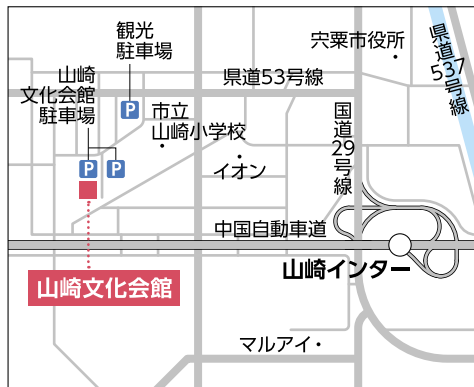 観光
駐車場
宍粟市役所
県道537号線
山崎
文化会館
駐車場
県道53号線
P
市立
山崎小学校
国道29号線
P
P
イオン
中国自動車道
山崎インター
山崎文化会館
マルアイ